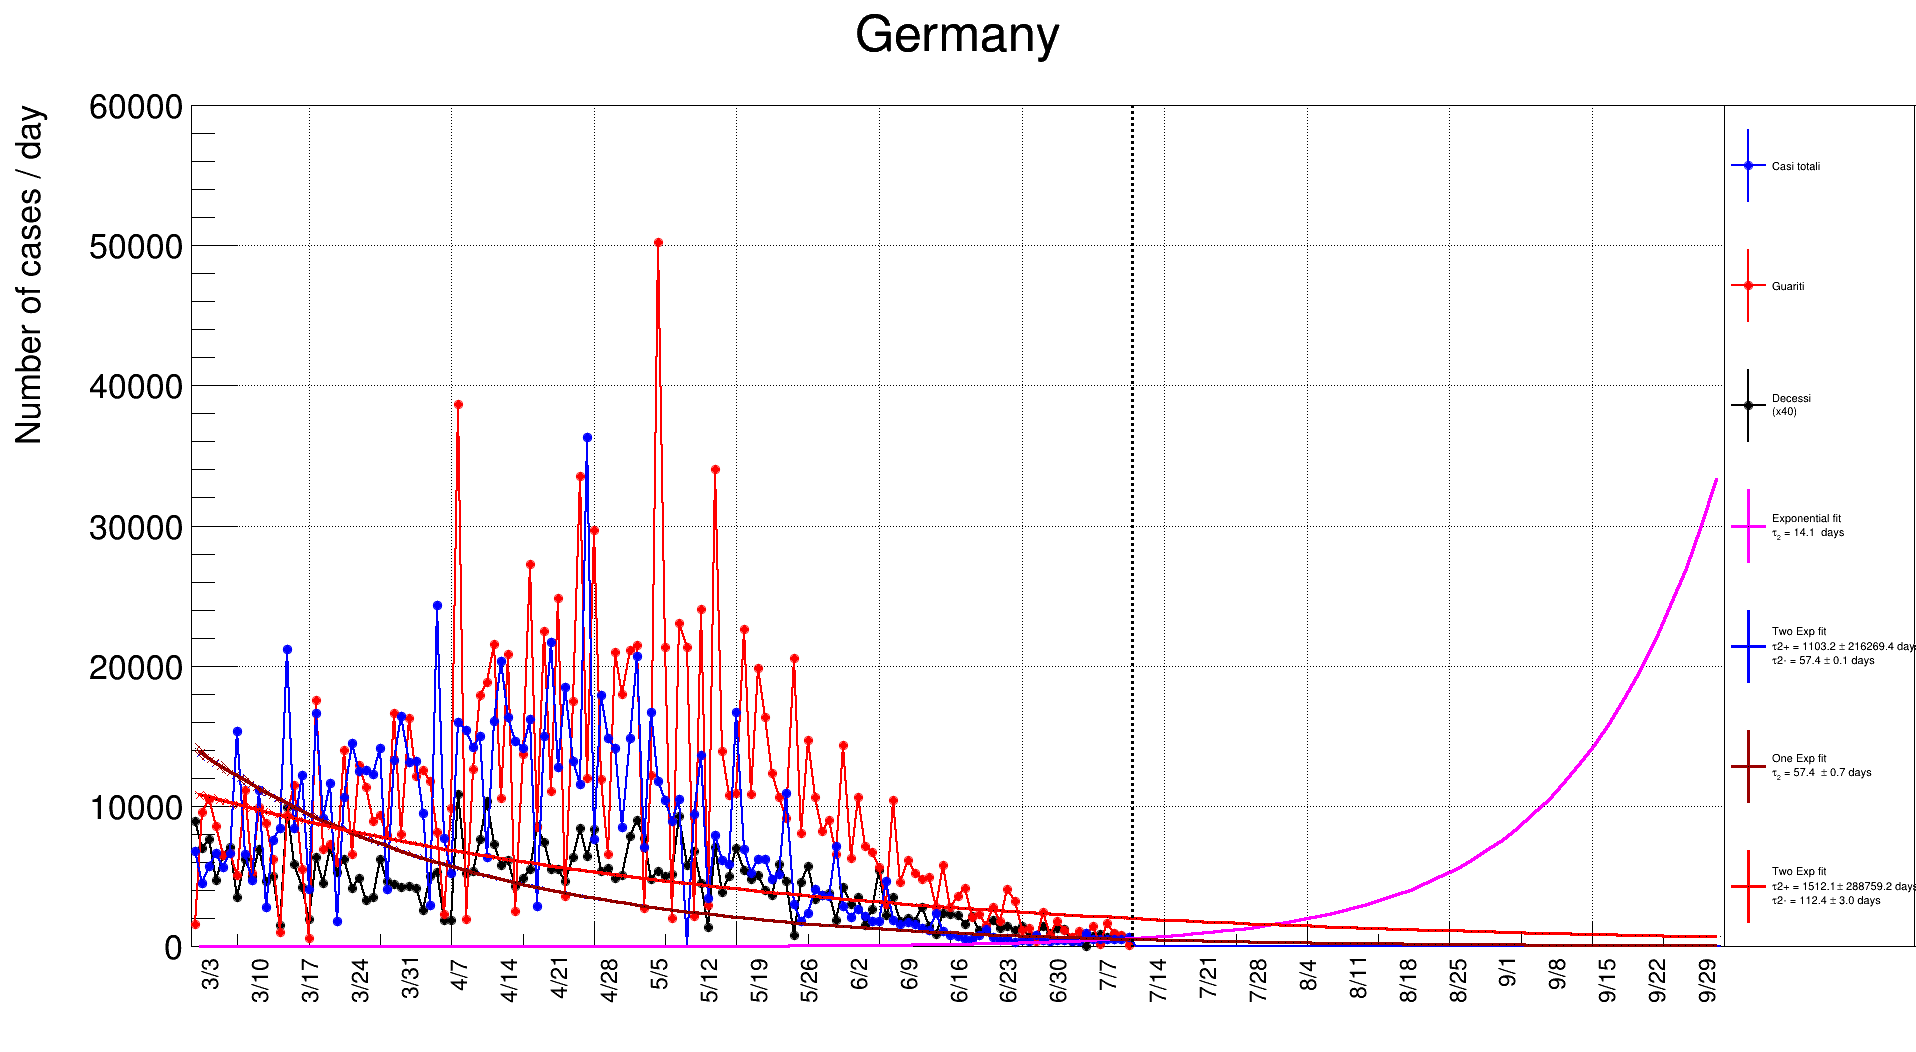 Germany
Number of cases / day
60000
50000
40000
30000
20000
10000
0
3/3 3/10 3/17 3/24 3/31 4/7 4/14 4/21 4/28 5/5 5/12 5/19 5/26 6/2 6/9 6/16 6/23 6/30 7/7 7/14 7/21 7/28 8/4 8/11 8/18 8/25 9/1 9/8 9/15 9/22 9/29
Casi totali
Guariti
Decessi
(x40)
Exponential fit
τ2 = 14.1 days
Two Exp fit
τ2+ = 1103.2 ± 216269.4 day
τ2- = 57.4 ± 0.1 days
One Exp fit
τ2 = 57.4 ± 0.7 days
Two Exp fit
τ2+ = 1512.1 ± 288759.2 days
τ2- = 112.4 ± 3.0 days